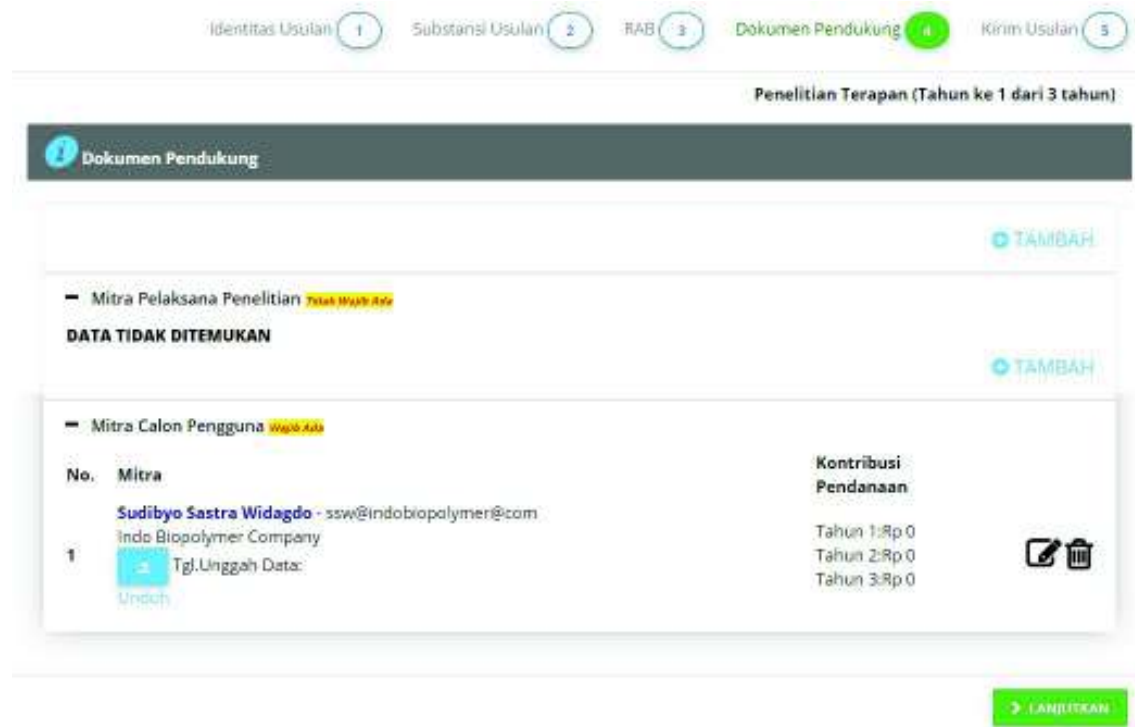 Identitas Usulan 1 Substansi Usulan 2 RAB 3 Dokumen Pendukung 4 Kirim Usulan 5
Penelitian Terapan (Tahun ke 1 dari 3 tahun)
i Dokumen Pendukung
TAMBAH
Mitra Pelaksana Penelitian Tidak Wajib Ada
DATA TIDAK DITEMUKAN
TAMBAH
Mitra Calon Pengguna Wajib Ada
No. Mitra Kontribusi
Pendanaan
Sudibyo Sastra Widagdo - ssw@indobiopolymer@com
Indo Biopolymer Company
1 Tgl.Unggah Data:
Unduh
Tahun 1:Rp 0
Tahun 2:Rp 0
Tahun 3:Rp 0
LANJUTKAN